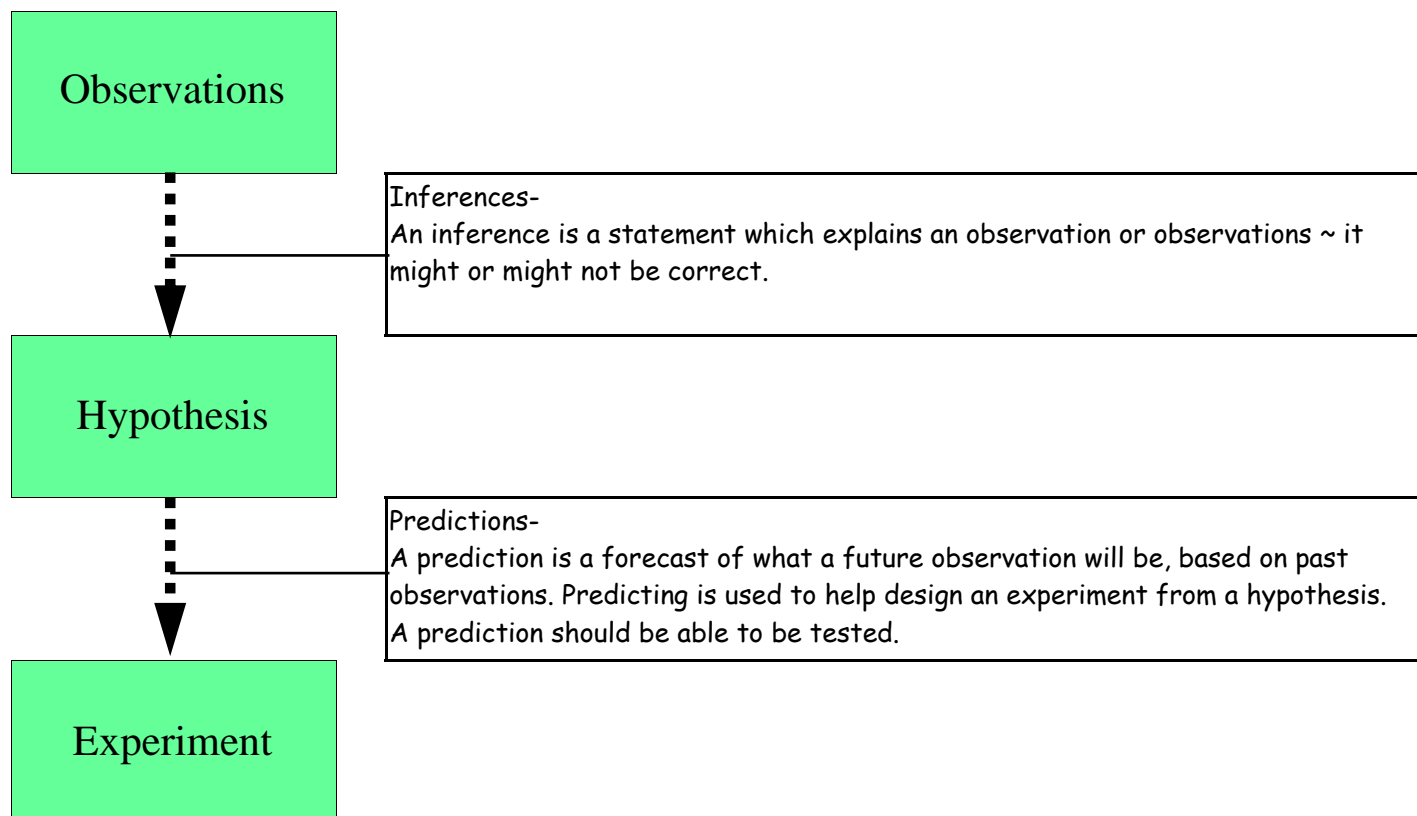 Observations
Inferences-
An inference is a statement which explains an observation or observations ~ it
might or might not be correct.
Hypothesis
Predictions-
A prediction is a forecast of what a future observation will be, based on past
observations. Predicting is used to help design an experiment from a hypothesis.
A prediction should be able to be tested.
Experiment